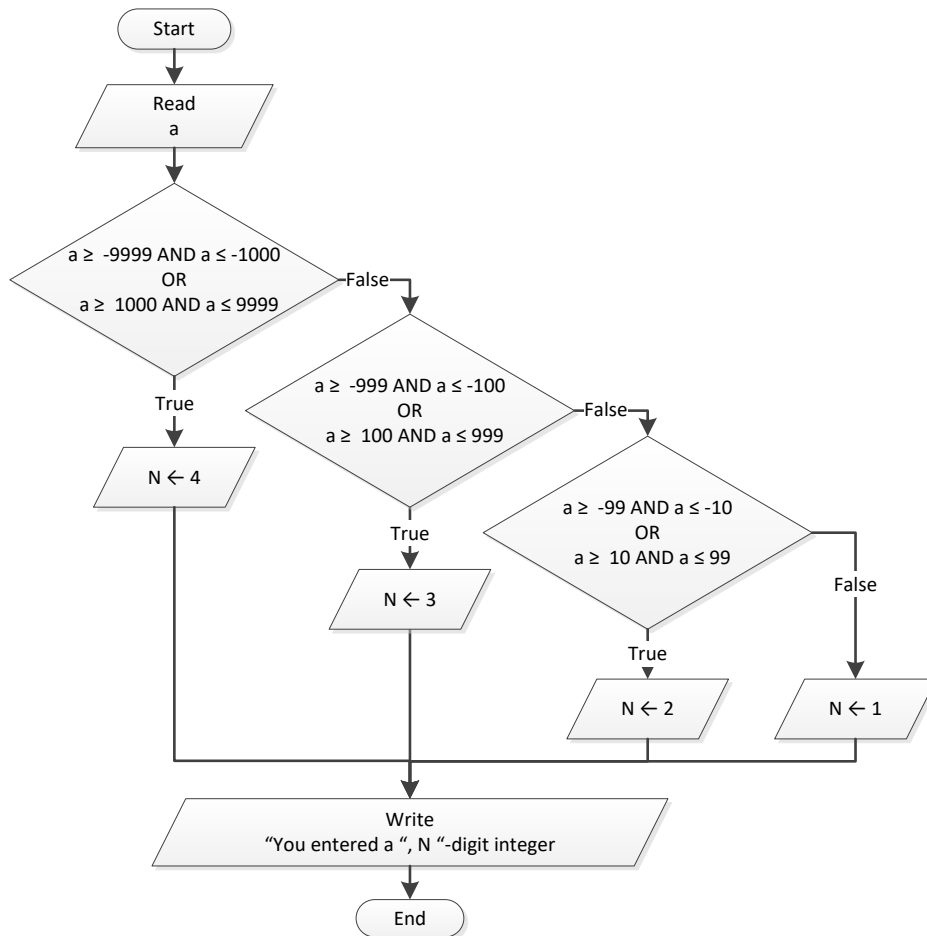 Start
Read
a
a ≥  -9999 AND a ≤ -1000
OR
a ≥  1000 AND a ≤ 9999
False
True
N ← 4
a ≥  -999 AND a ≤ -100
OR
a ≥  100 AND a ≤ 999
False
True
N ← 3
a ≥  -99 AND a ≤ -10
OR
a ≥  10 AND a ≤ 99
False
True
N ← 2
N ← 1
Write
“You entered a “, N “-digit integer
End